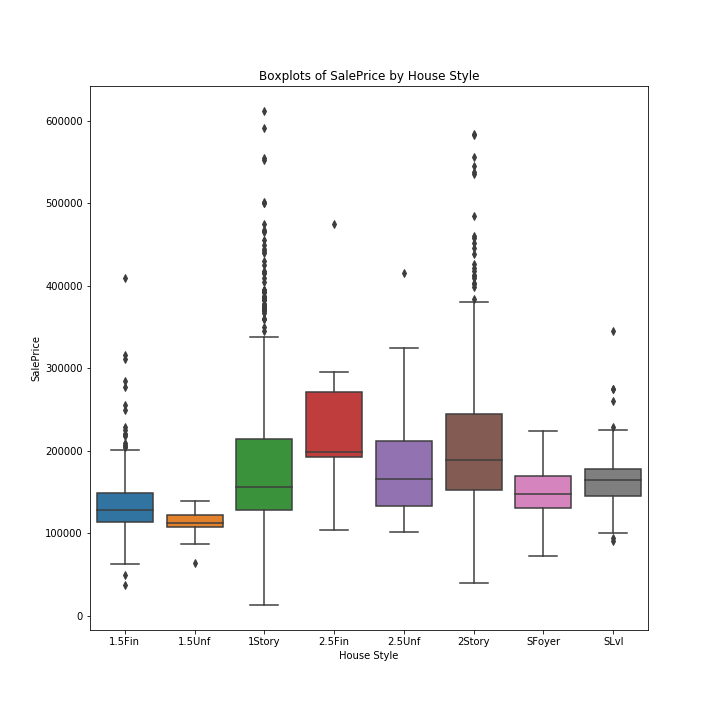 Boxplots of SalePrice by House Style
SalePrice
600000
500000
400000
300000
200000
100000
0
1.5Fin 1.5Unf 1Story 2.5Fin 2.5Unf 2Story SFoyer SLvl
House Style